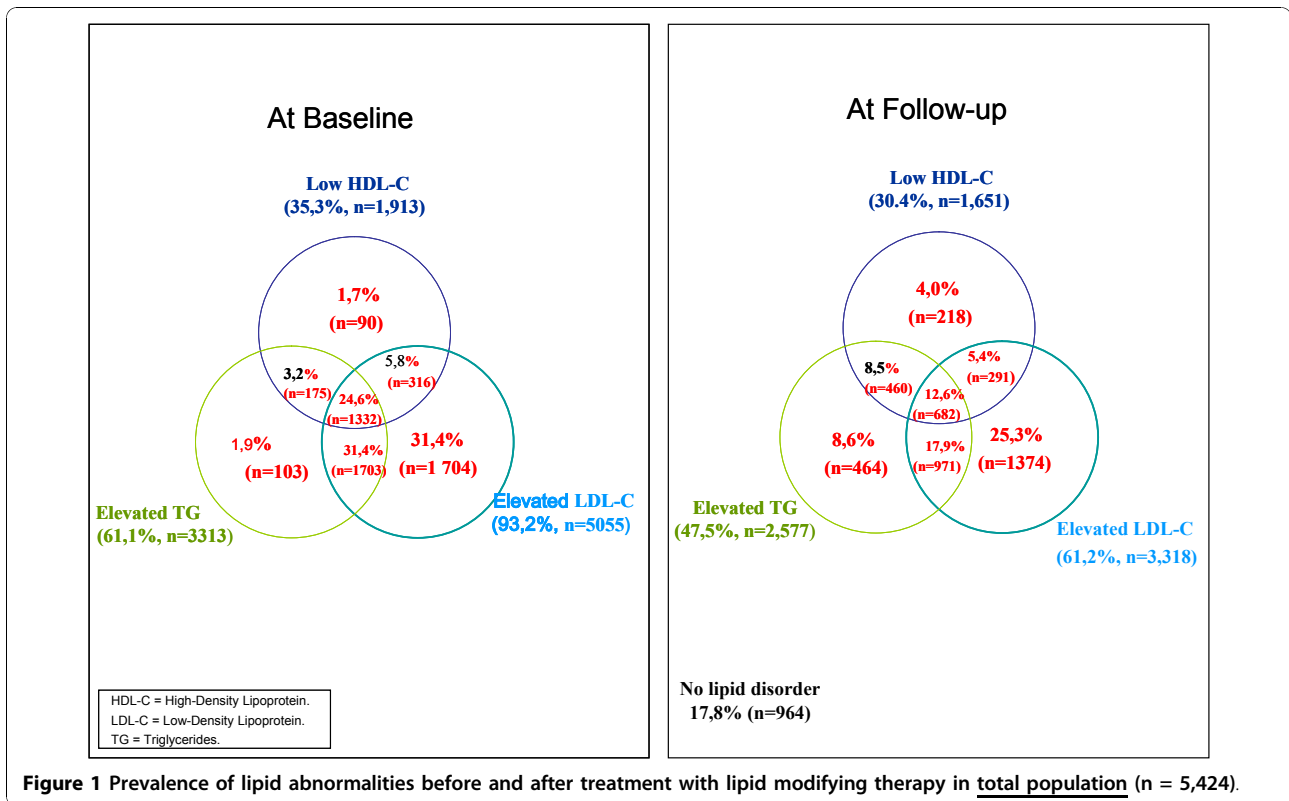 At Baseline
Low HDL-C
(35,3%, n=1,913)
1,7%
(n=90)
3,2%
(n=175)
5,8%
(n=316)
24,6%
(n=1332)
1,9%
(n=103)
31,4%
(n=1703)
31,4%
(n=1 704)
Elevated TG
(61,1%, n=3313)
Elevated LDL-C
(93,2%, n=5055)
HDL-C = High-Density Lipoprotein.
LDL-C = Low-Density Lipoprotein.
TG = Triglycerides.
At Follow-up
Low HDL-C
(30.4%, n=1,651)
4,0%
(n=218)
8,5%
(n=460)
5,4%
(n=291)
12,6%
(n=682)
8,6%
(n=464)
17,9%
(n=971)
25,3%
(n=1374)
Elevated TG
(47,5%, n=2,577)
Elevated LDL-C
(61,2%, n=3,318)
No lipid disorder
17,8% (n=964)
Figure 1 Prevalence of lipid abnormalities before and after treatment with lipid modifying therapy in total population (n = 5,424).